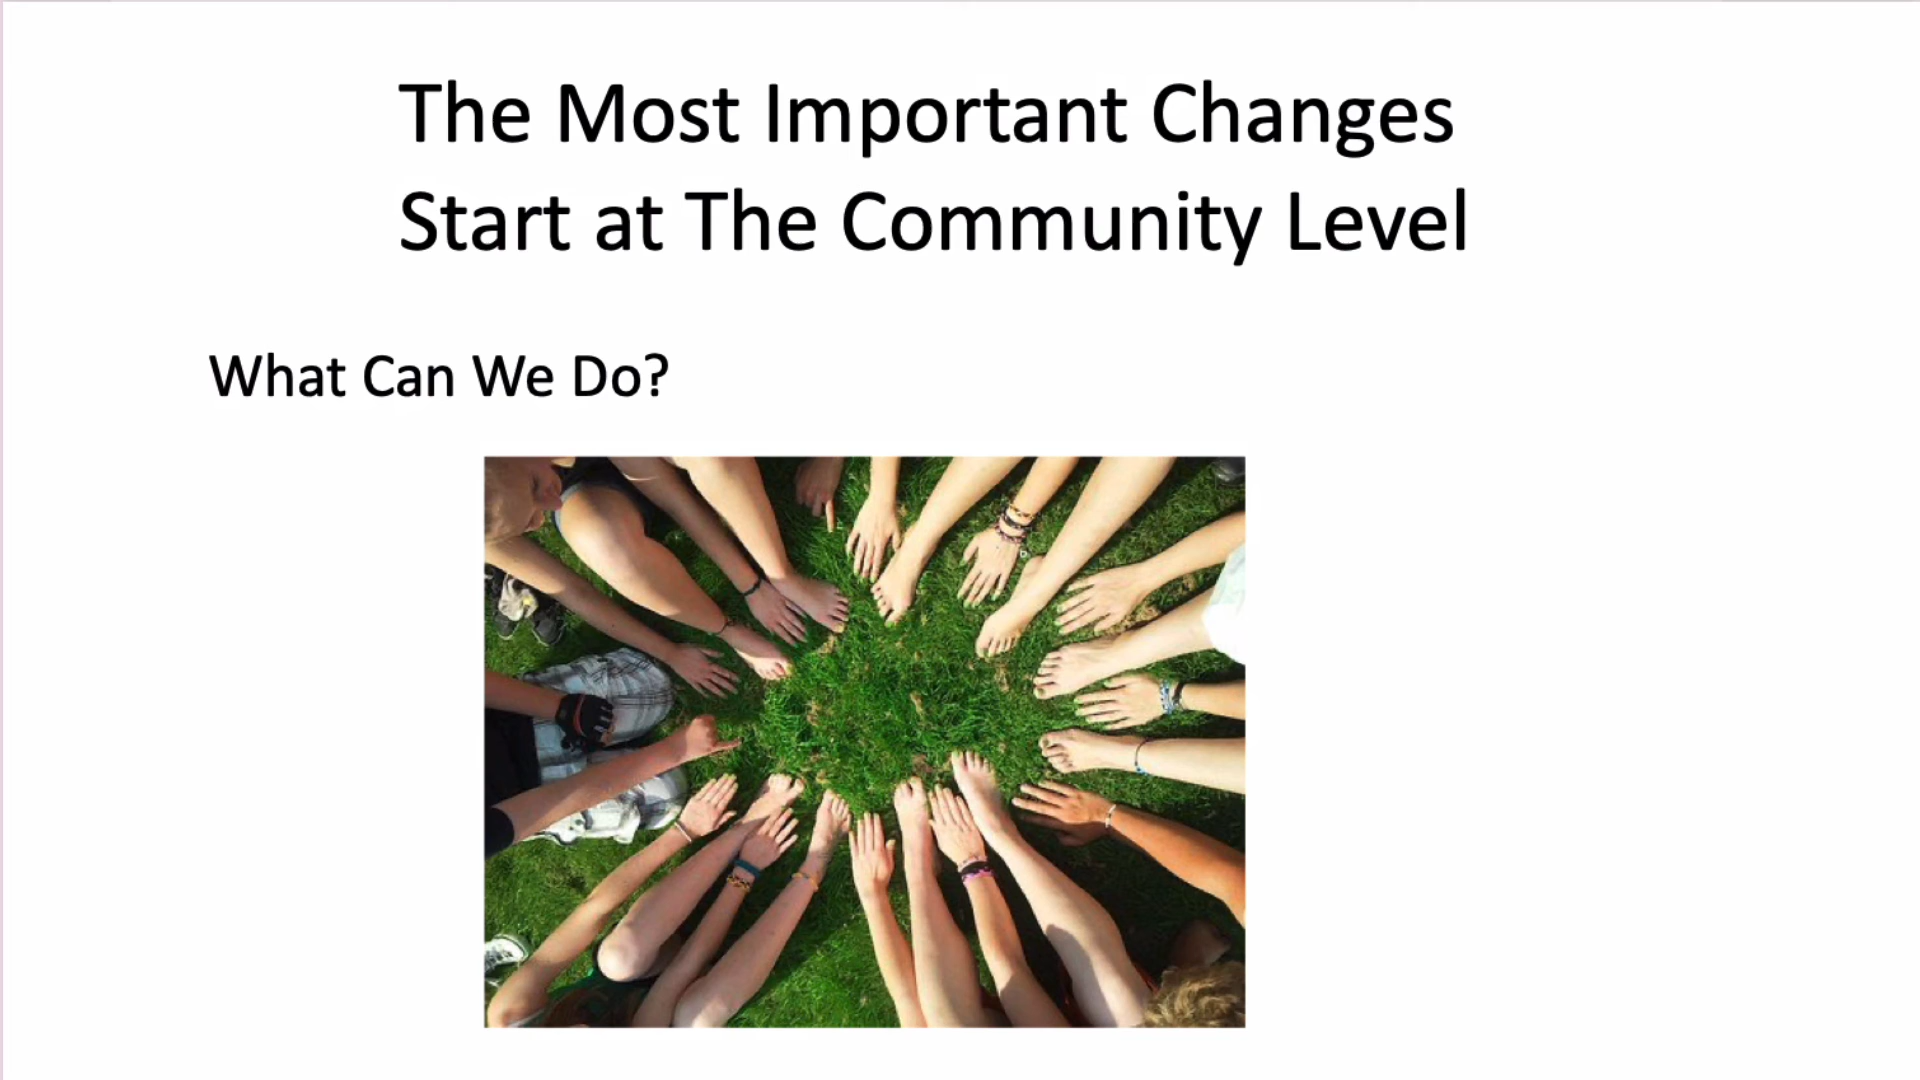 The Most Important Changes
Start at The Community Level
What Can We Do?